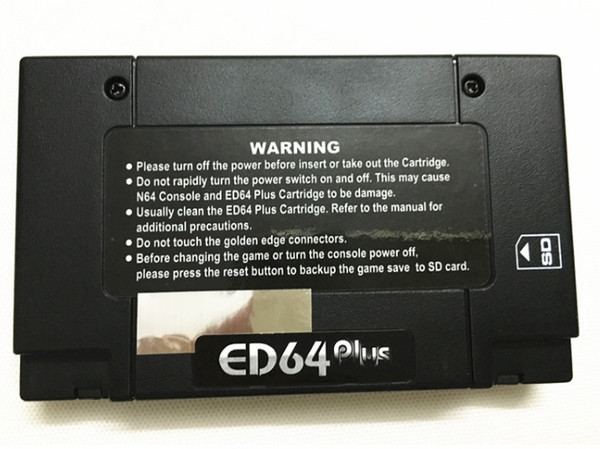 WARNING
• Please turn off the power before insert or take out the Cartridge.
• Do not rapidly turn the power switch on and off. This may cause
N64 Console and ED64 Plus Cartridge to be damage.
• Usually clean the ED64 Plus Cartridge. Refer to the manual for
additional precautions.
• Do not touch the golden edge connectors.
• Before changing the game or turn the console power off,
please press the reset button to backup the game save to SD card.
SD
ED64 Plus